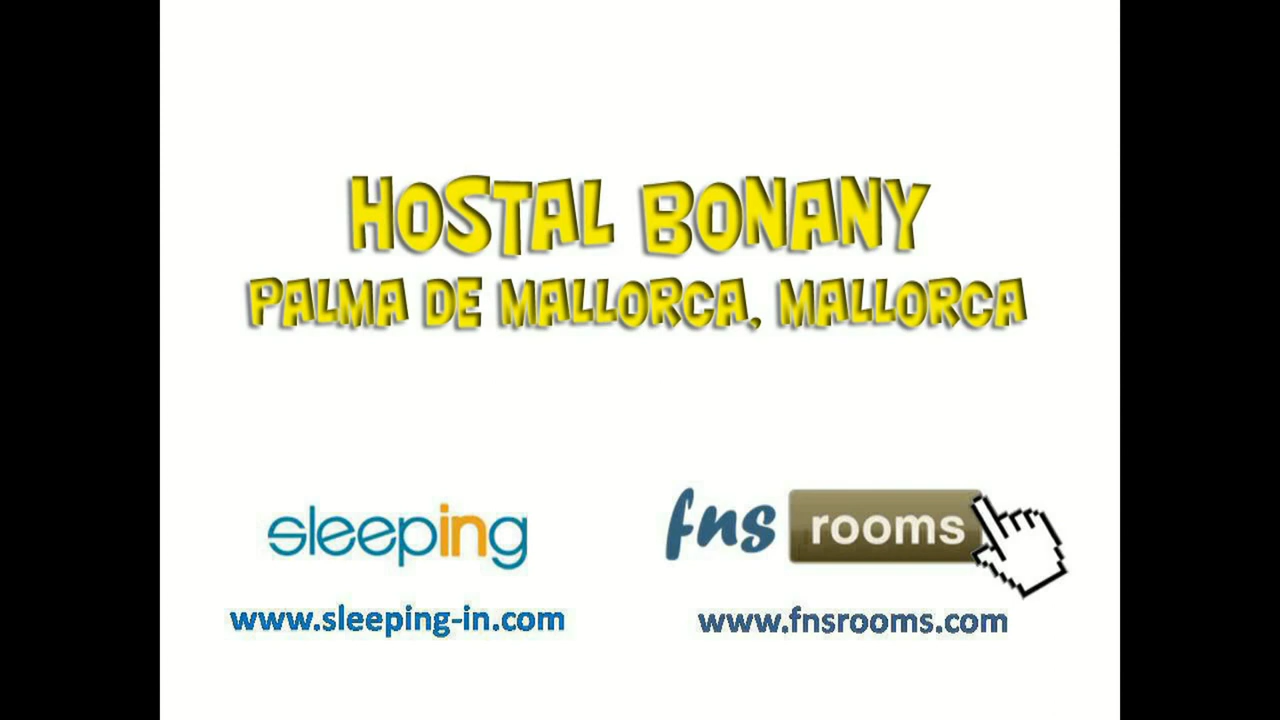 HOSTAL BONANY
PALMA DE MALLORCA, MALLORCA
sleeping
fns rooms
www.sleeping-in.com
www.fnsrooms.com